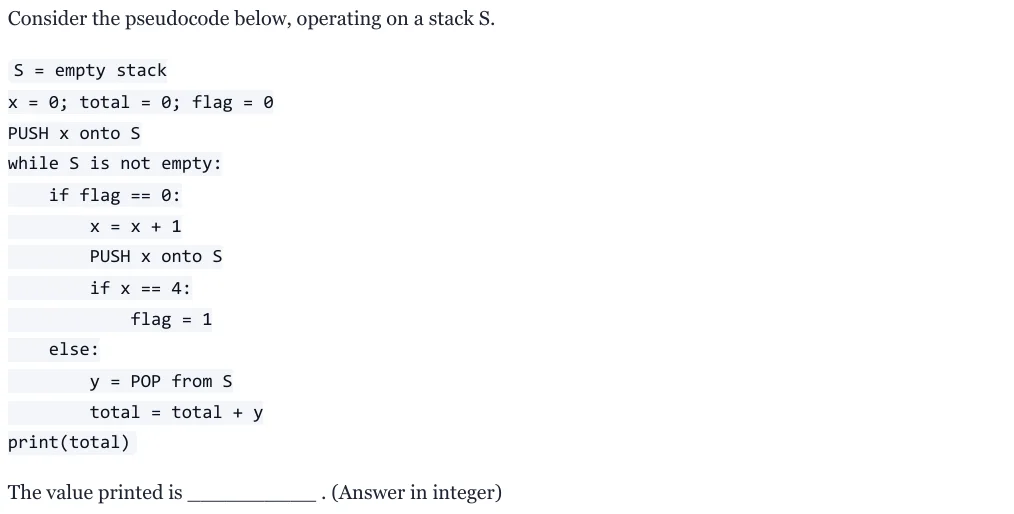 Consider the pseudocode below, operating on a stack S.
S = empty stack
x = 0; total = 0; flag = 0
PUSH x onto S
while S is not empty:
    if flag == 0:
        x = x + 1
        PUSH x onto S
        if x == 4:
            flag = 1
    else:
        y = POP from S
        total = total + y
print(total)
The value printed is ____________ . (Answer in integer)